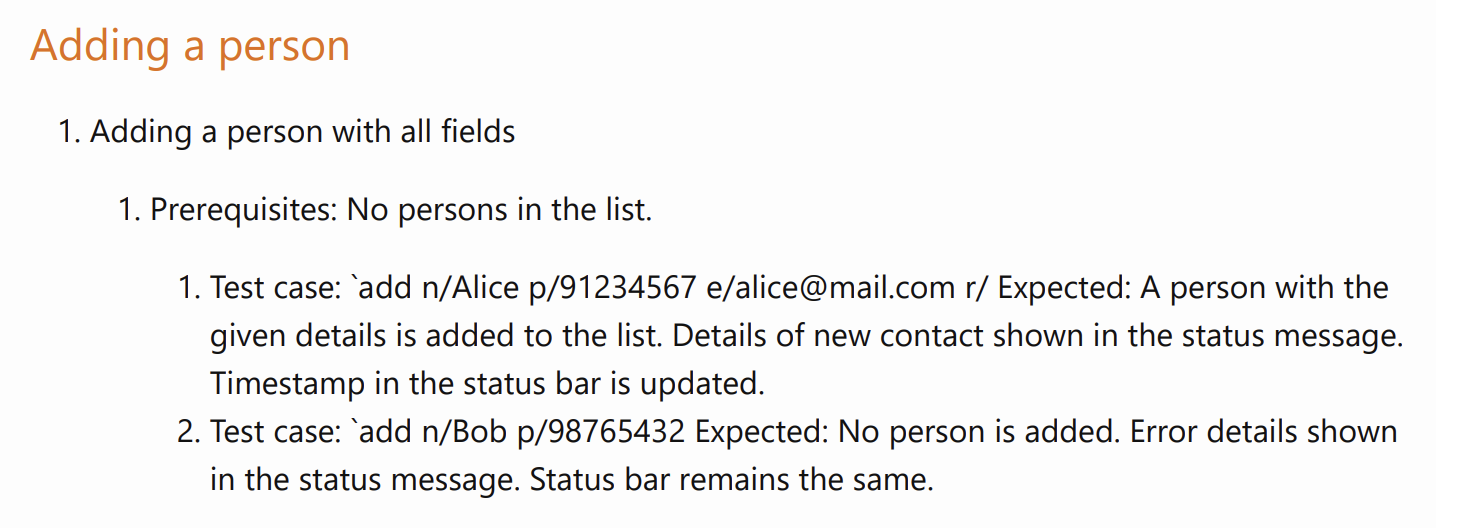 Adding a person
1. Adding a person with all fields
1. Prerequisites: No persons in the list.
1. Test case: `add n/Alice p/91234567 e/alice@mail.com r/ Expected: A person with the
given details is added to the list. Details of new contact shown in the status message.
Timestamp in the status bar is updated.
2. Test case: `add n/Bob p/98765432 Expected: No person is added. Error details shown
in the status message. Status bar remains the same.